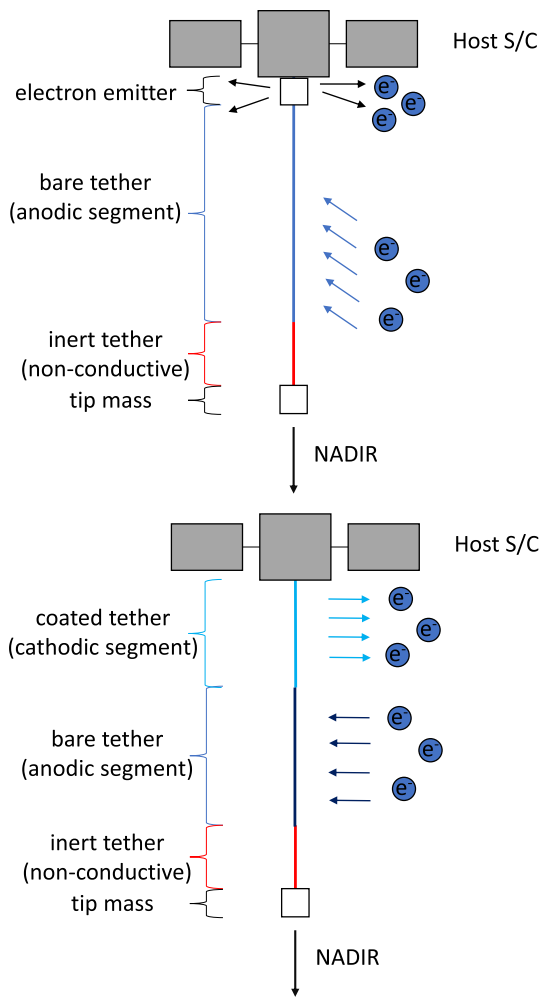 Host S/C
electron emitter
e⁻
e⁻
e⁻
bare tether
(anodic segment)
e⁻
e⁻
e⁻
inert tether
(non-conductive)
tip mass
NADIR
Host S/C
coated tether
(cathodic segment)
e⁻
e⁻
e⁻
bare tether
(anodic segment)
e⁻
e⁻
e⁻
inert tether
(non-conductive)
tip mass
NADIR